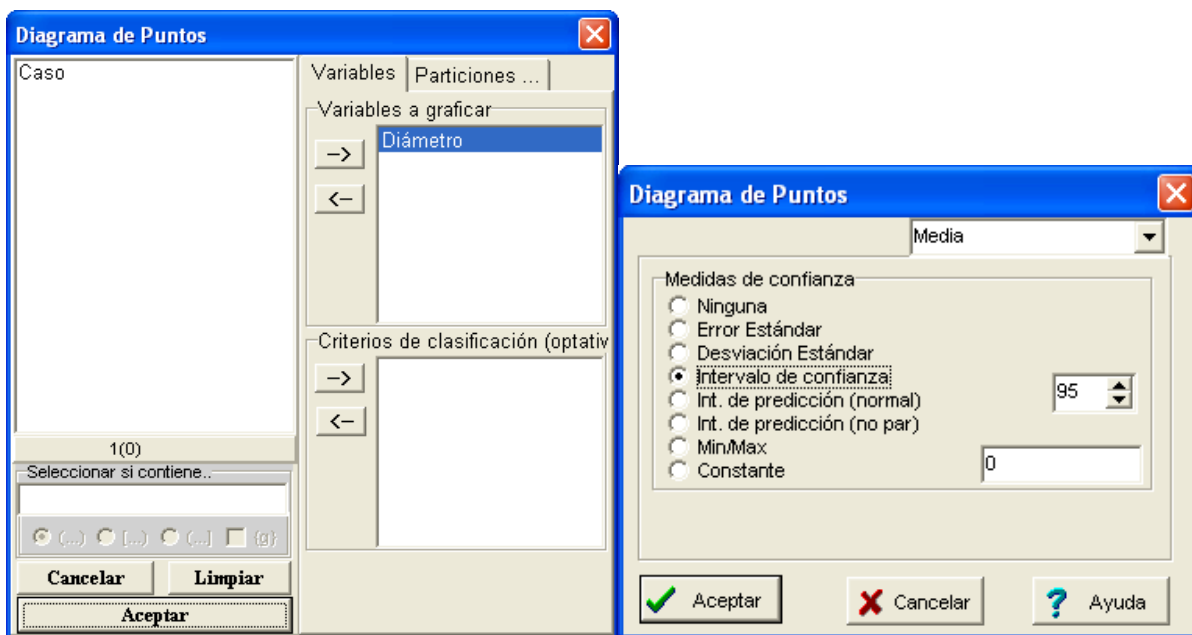 Diagrama de Puntos
Caso
1(0)
Seleccionar si contiene..
(...) [...) (...] {g}
Cancelar Limpiar
Aceptar
Variables Particiones ...
Variables a graficar
-->
Diámetro
<--
Criterios de clasificación (optativ
-->
<--
Diagrama de Puntos
Media
Medidas de confianza
Ninguna
Error Estándar
Desviación Estándar
Intervalo de confianza
95
Int. de predicción (normal)
Int. de predicción (no par)
Min/Max
Constante
0
Aceptar Cancelar ? Ayuda